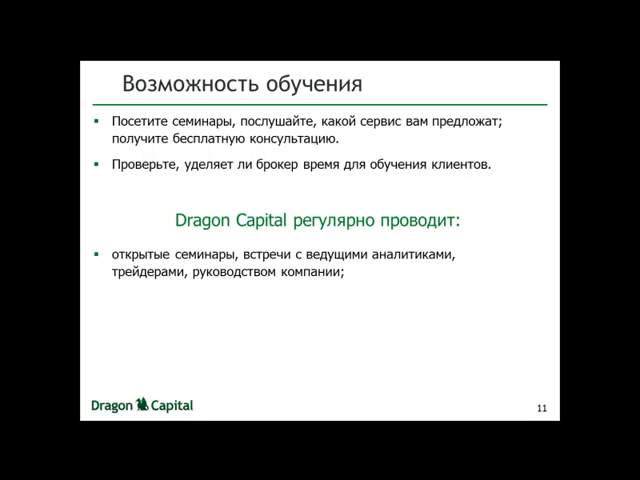 Возможность обучения
Посетите семинары, послушайте, какой сервис вам предложат;
получите бесплатную консультацию.
Проверьте, уделяет ли брокер время для обучения клиентов.
Dragon Capital регулярно проводит:
открытые семинары, встречи с ведущими аналитиками,
трейдерами, руководством компании;
Dragon Capital
11